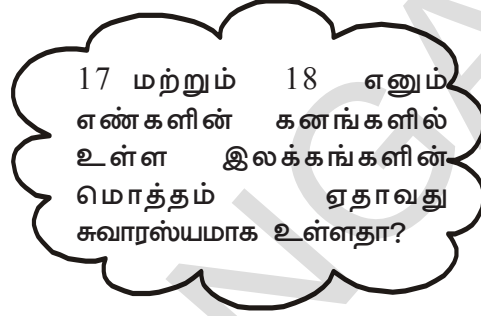 17 மற்றும் 18 எனும்
எண்களின் கனங்களில்
உள்ள இலக்கங்களின்
மொத்தம் ஏதாவது
சுவாரஸ்யமாக உள்ளதா?